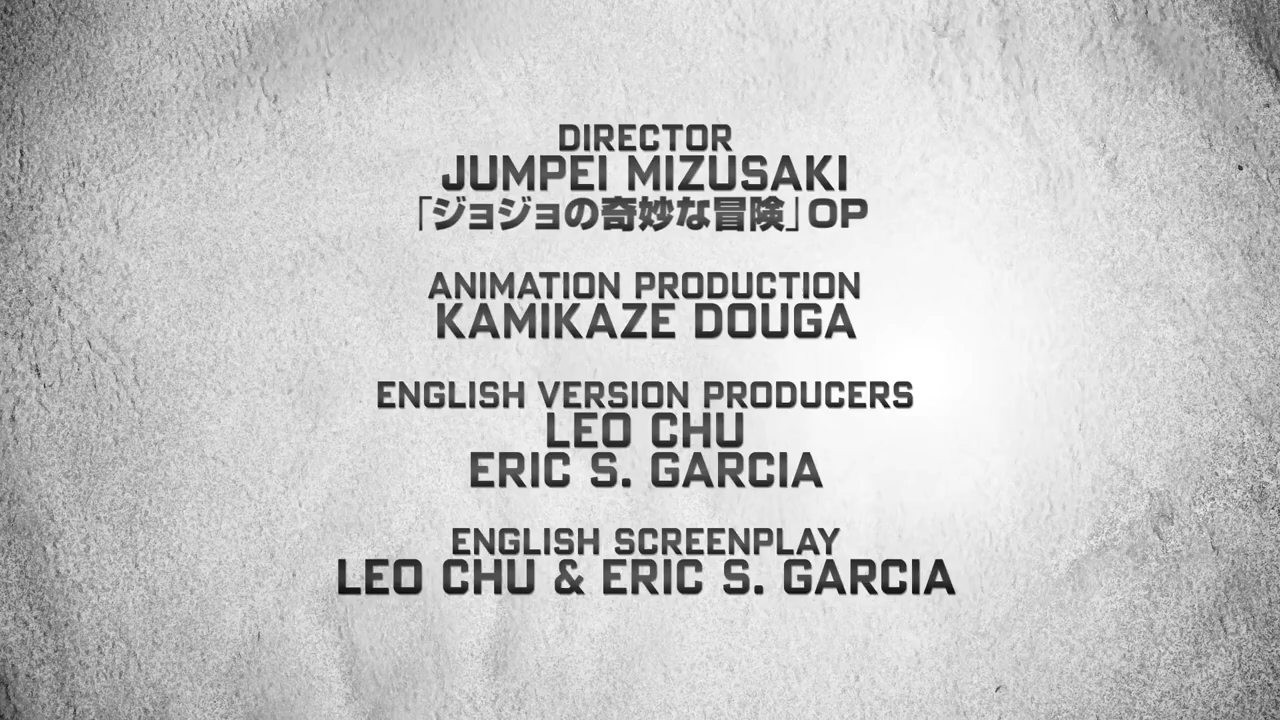 DIRECTOR
JUMPEI MIZUSAKI
「ジョジョの奇妙な冒険」OP
ANIMATION PRODUCTION
KAMIKAZE DOUGA
ENGLISH VERSION PRODUCERS
LEO CHU
ERIC S. GARCIA
ENGLISH SCREENPLAY
LEO CHU & ERIC S. GARCIA